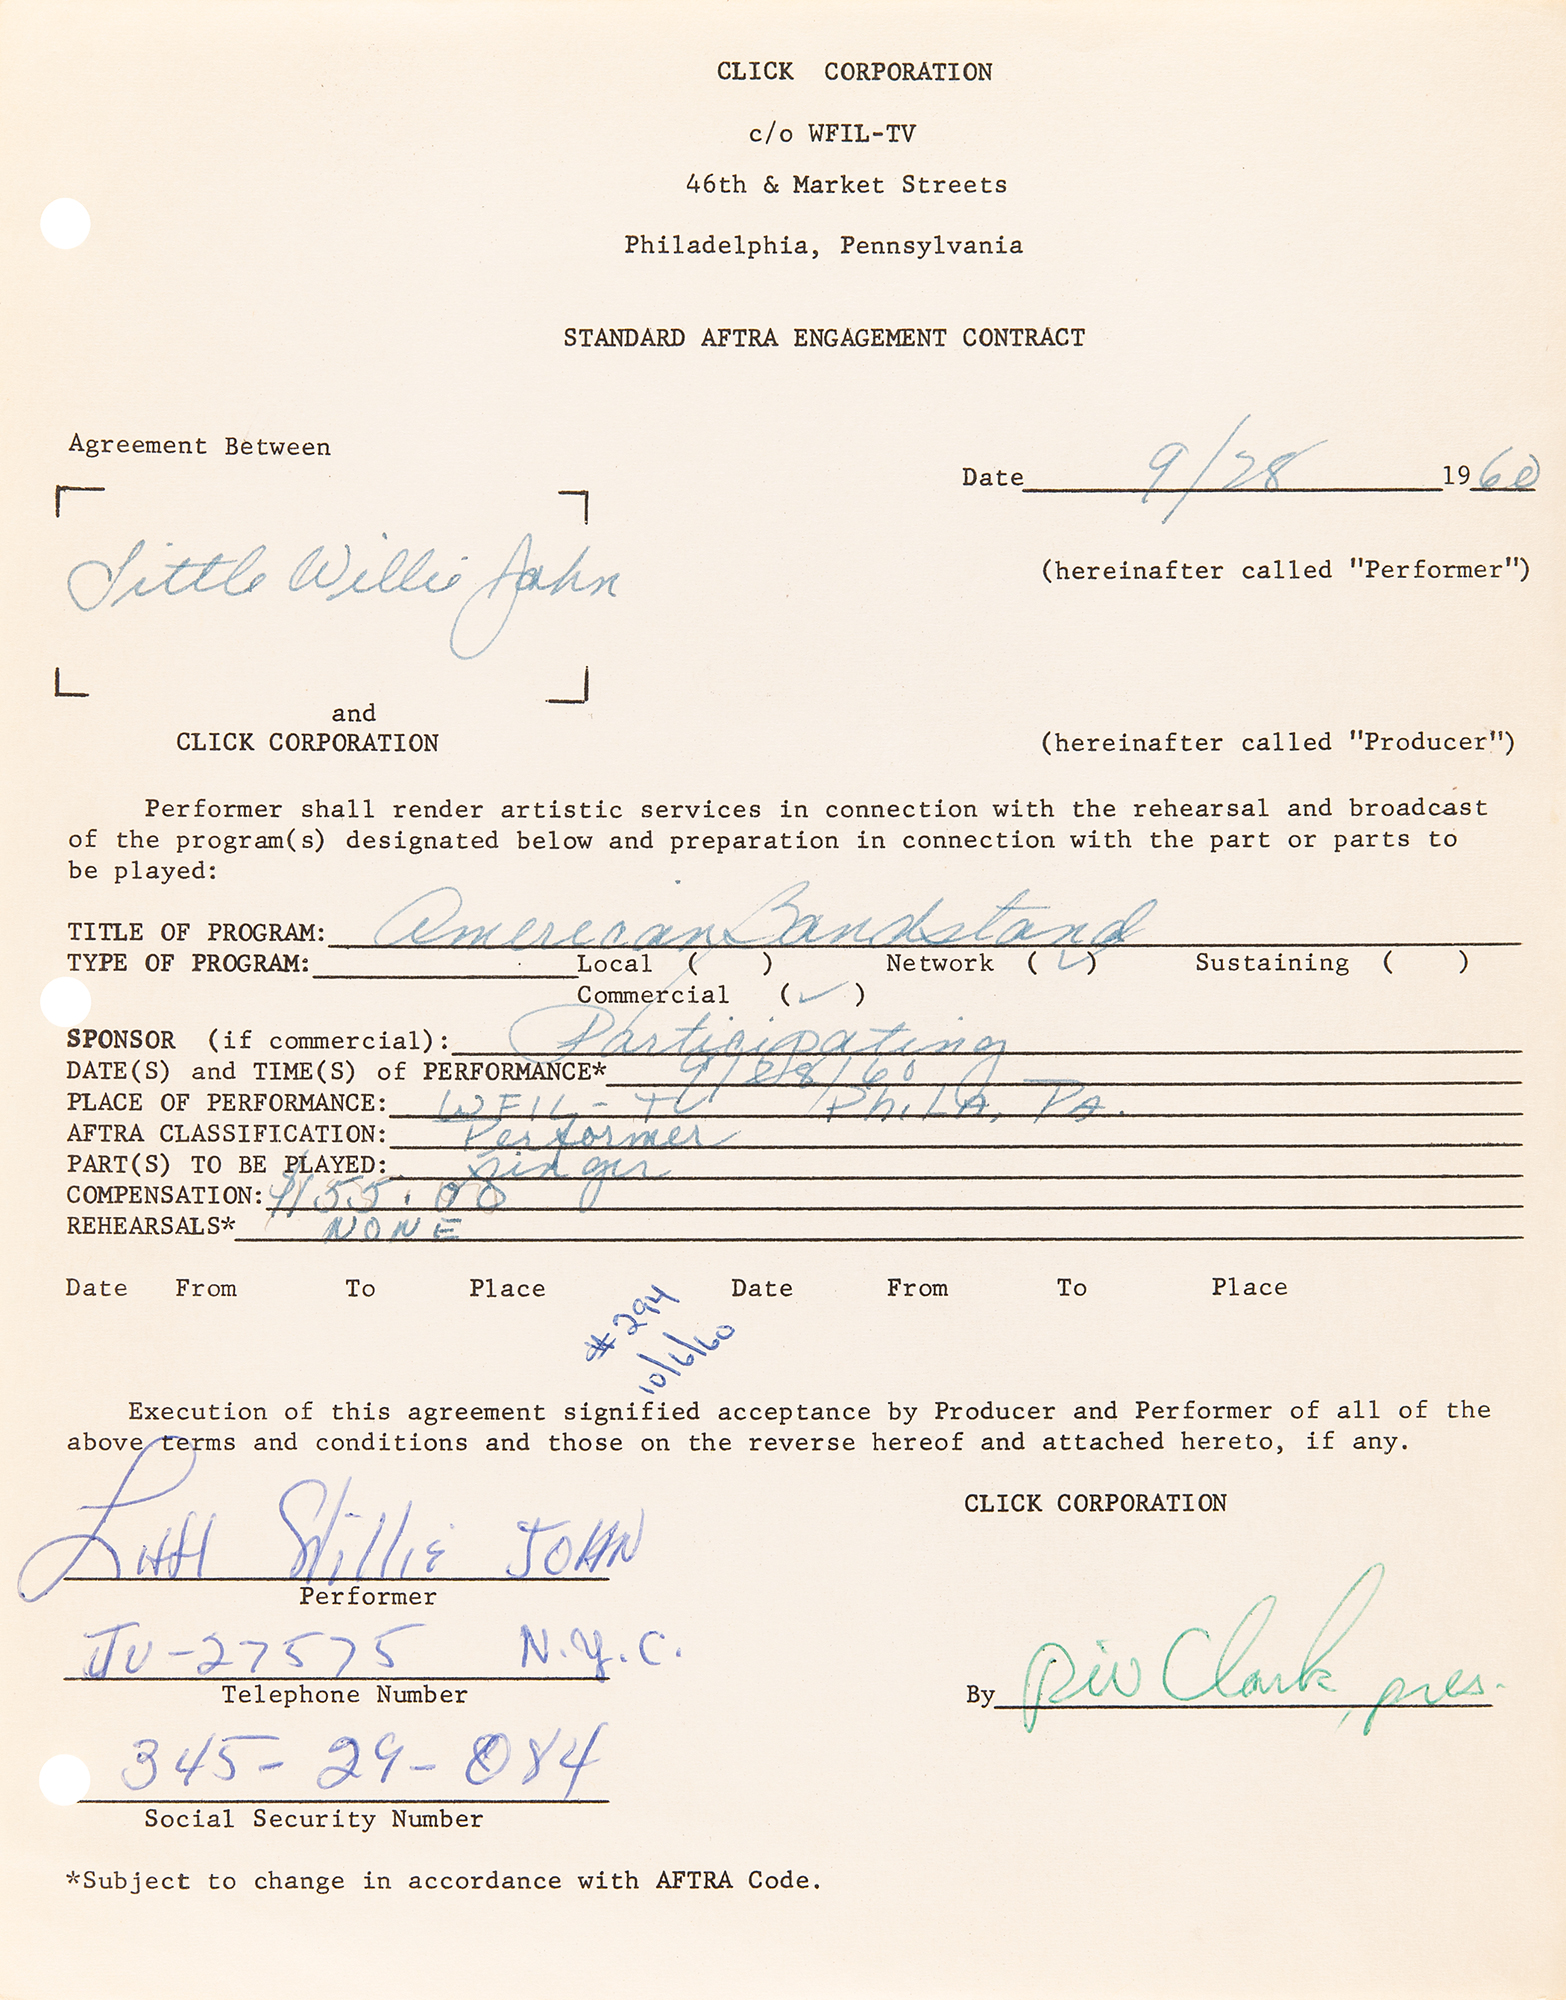 CLICK CORPORATION
c/o WFIL-TV
46th & Market Streets
Philadelphia, Pennsylvania
STANDARD AFTRA ENGAGEMENT CONTRACT
Agreement Between
Date 9/28 1960
Little Willie John
(hereinafter called "Performer")
and
CLICK CORPORATION
(hereinafter called "Producer")
Performer shall render artistic services in connection with the rehearsal and broadcast
of the program(s) designated below and preparation in connection with the part or parts to
be played:
TITLE OF PROGRAM: American Bandstand
TYPE OF PROGRAM: Local ( ) Network (✓) Sustaining ( )
Commercial (✓)
SPONSOR (if commercial): Participating
DATE(S) and TIME(S) of PERFORMANCE* 9/28/60
PLACE OF PERFORMANCE: WFIL-TV Phila, Pa.
AFTRA CLASSIFICATION: Performer
PART(S) TO BE PLAYED: Singer
COMPENSATION: $155.00
REHEARSALS* NONE
Date From To Place Date From To Place
#294
10/6/60
Execution of this agreement signified acceptance by Producer and Performer of all of the
above terms and conditions and those on the reverse hereof and attached hereto, if any.
CLICK CORPORATION
Little Willie JOHN
Performer
JU-27575 N.Y.C.
Telephone Number
By Dick Clark, pres.
345-29-084
Social Security Number
*Subject to change in accordance with AFTRA Code.